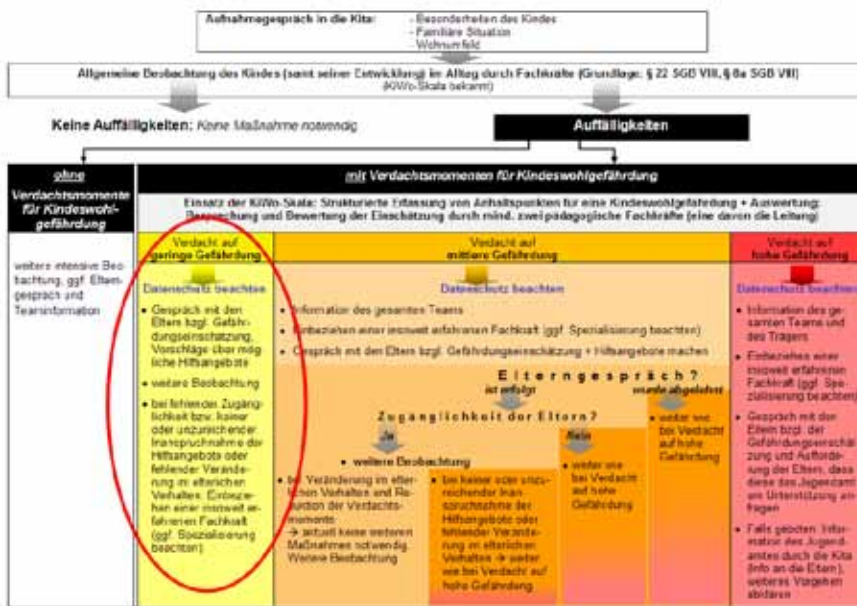 Aufnahmegespräch in die Kita:
- Besonderheiten des Kindes
- Familiäre Situation
- Wohnumfeld
Allgemeine Beobachtung des Kindes (samt seiner Entwicklung) im Alltag durch Fachkräfte (Grundlage: § 22 SGB VIII, § 8a SGB VIII)
(KiWo-Skala bekannt)
Keine Auffälligkeiten: Keine Maßnahme notwendig
Auffälligkeiten
ohne
Verdachtsmomente
für Kindeswohl-
gefährdung
mit Verdachtsmomenten für Kindeswohlgefährdung
Einsatz der KiWo-Skala: Strukturierte Erfassung von Anhaltspunkten für eine Kindeswohlgefährdung + Auswertung:
Besprechung und Bewertung der Einschätzung durch mind. zwei pädagogische Fachkräfte (eine davon die Leitung)
weitere intensive Beo-
bachtung, ggf. Eltern-
gespräch und
Teaminformation
Verdacht auf
geringe Gefährdung
Datenschutz beachten
• Gespräch mit den
Eltern bzgl. Gefähr-
dungseinschätzung,
Vorschläge über mög-
liche Hilfsangebote
• weitere Beobachtung
• bei fehlender Zugäng-
lichkeit bzw. keiner
oder unzureichender
Inanspruchnahme der
Hilfsangebote oder
fehlender Verände-
rung im elterlichen
Verhalten: Einbezie-
hen einer insoweit er-
fahrenen Fachkraft
(ggf. Spezialisierung
beachten)
Verdacht auf
mittlere Gefährdung
Datenschutz beachten
• Information des gesamten Teams
• Einbeziehen einer insoweit erfahrenen Fachkraft (ggf. Spezialisierung beachten)
• Gespräch mit den Eltern bzgl. Gefährdungseinschätzung + Hilfsangebote machen
Elterngespräch?
ist erfolgt
wurde abgelehnt
Zugänglichkeit der Eltern?
Ja
Nein
• weitere Beobachtung
• bei Veränderung im elt-
erlichen Verhalten und Re-
duktion der Verdachts-
momente
→ aktuell keine weiteren
Maßnahmen notwendig.
Weitere Beobachtung
• bei keiner oder unzu-
reichender Inan-
spruchnahme der
Hilfsangebote oder
fehlender Veränderung
im elterlichen
Verhalten → weiter
wie bei Verdacht auf
hohe Gefährdung
• weiter wie
bei Verdacht
auf hohe
Gefährdung
• weiter wie
bei Verdacht
auf hohe
Gefährdung
Verdacht auf
hohe Gefährdung
Datenschutz beachten
• Information des ge-
samten Teams und
des Trägers
• Einbeziehen einer
insoweit erfahrenen
Fachkraft (ggf. Spe-
zialisierung beachten)
• Gespräch mit den
Eltern bzgl. der
Gefährdungseinschät-
zung und Aufforde-
rung der Eltern, dass
diese das Jugendamt
um Unterstützung an-
fragen
• Falls geboten: Infor-
mation des Jugend-
amtes durch die Kita
(Info an die Eltern),
weiteres Vorgehen
abklären